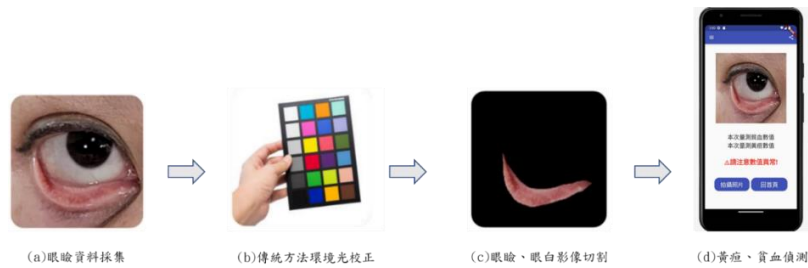 本次量測貧血數值
本次量測黃疸數值
⚠請注意數值異常!
拍攝照片
回首頁
(a)眼瞼資料採集
(b)傳統方法環境光校正
(c)眼瞼、眼白影像切割
(d)黃疸、貧血偵測